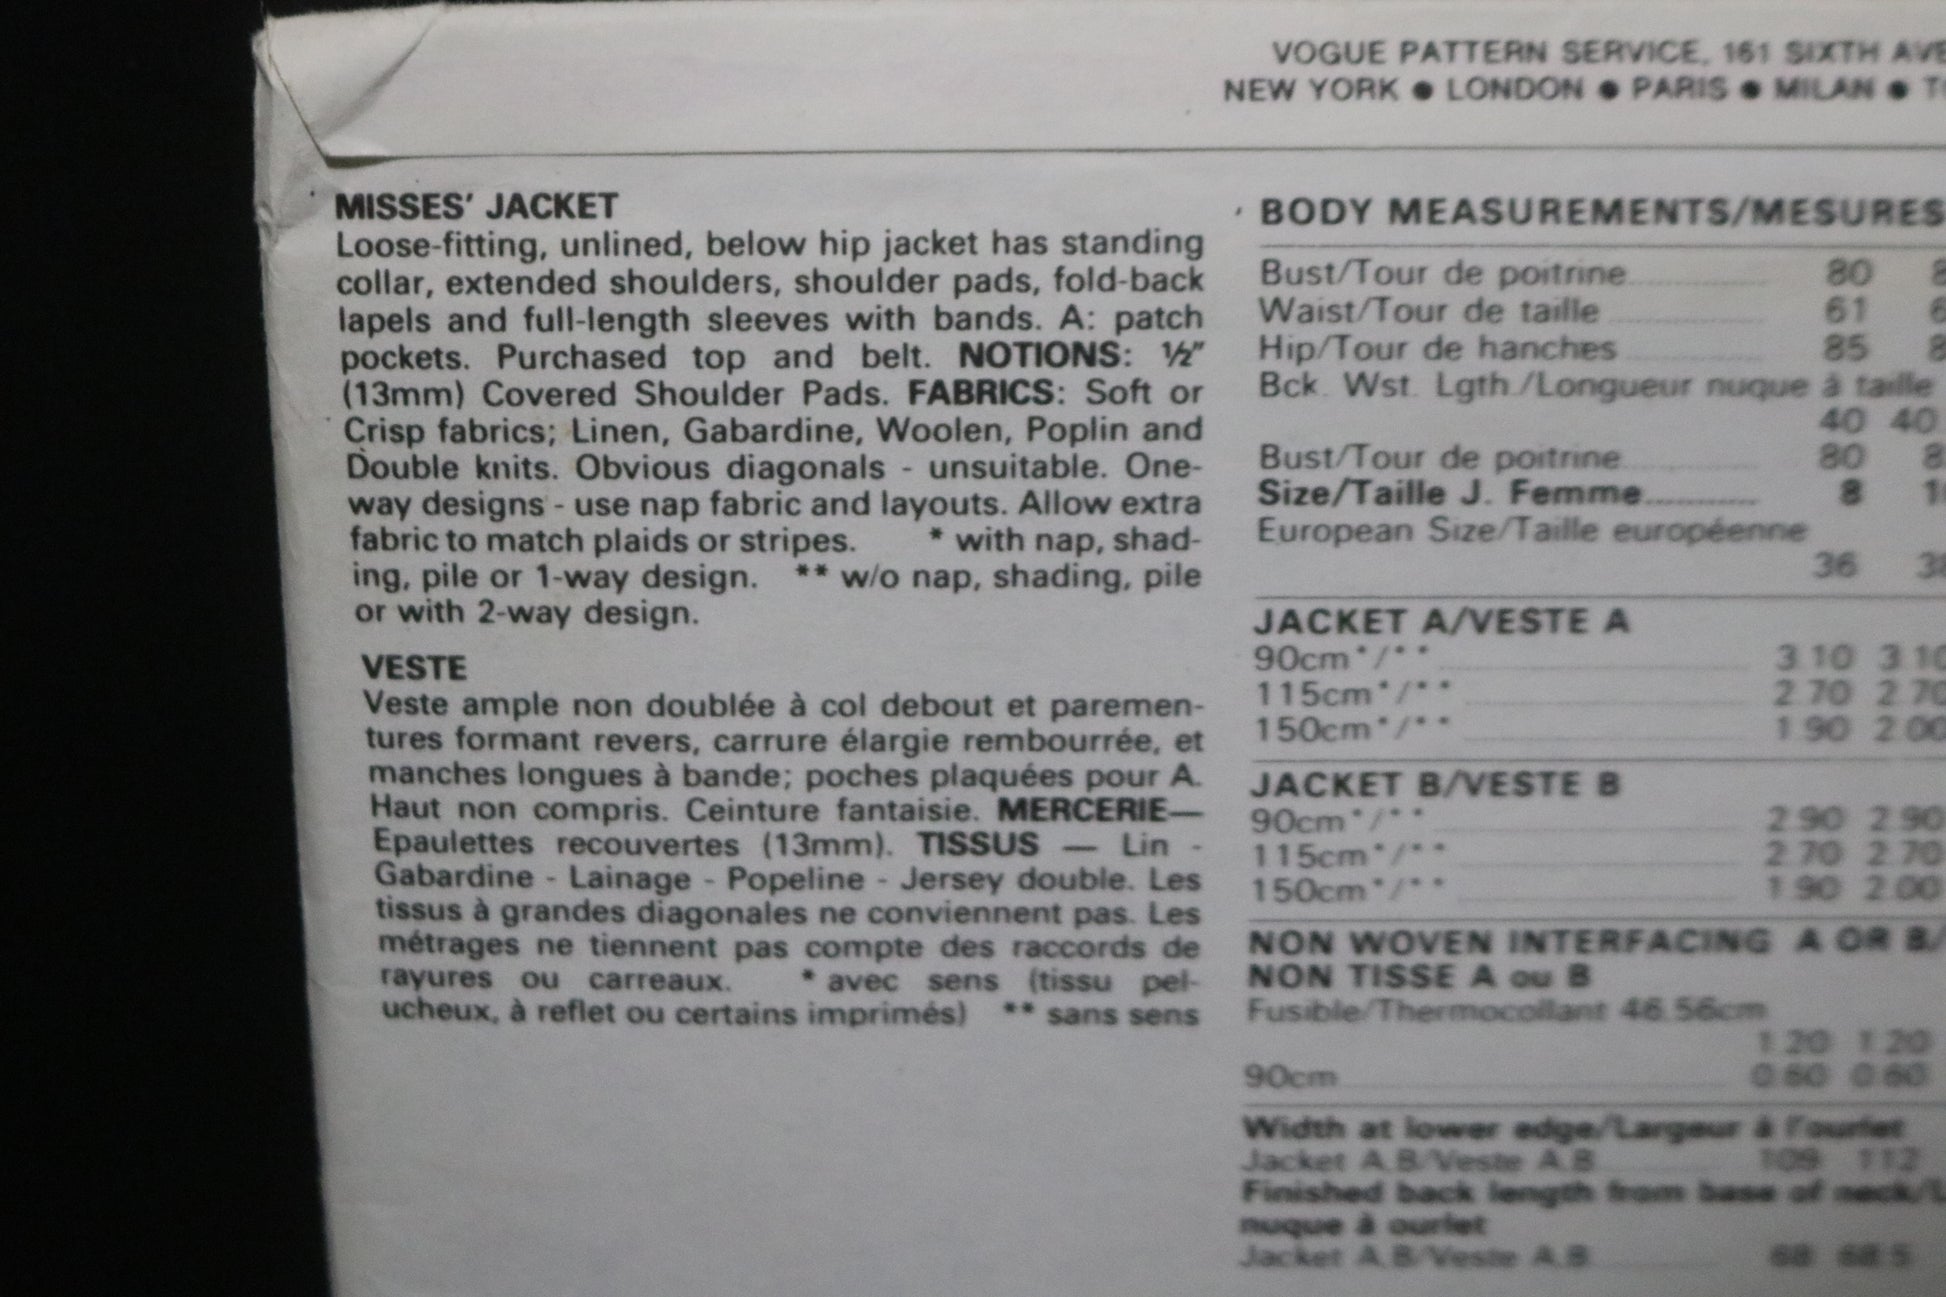 VOGUE PATTERN SERVICE, 161 SIXTH AVE
NEW YORK ● LONDON ● PARIS ● MILAN ●
MISSES' JACKET
Loose-fitting, unlined, below hip jacket has standing
collar, extended shoulders, shoulder pads, fold-back
lapels and full-length sleeves with bands. A: patch
pockets. Purchased top and belt. NOTIONS: ½"
(13mm) Covered Shoulder Pads. FABRICS: Soft or
Crisp fabrics; Linen, Gabardine, Woolen, Poplin and
Double knits. Obvious diagonals - unsuitable. One-
way designs - use nap fabric and layouts. Allow extra
fabric to match plaids or stripes. * with nap, shad-
ing, pile or 1-way design. ** w/o nap, shading, pile
or with 2-way design.
VESTE
Veste ample non doublée à col debout et paremen-
tures formant revers, carrure élargie rembourrée, et
manches longues à bande; poches plaquées pour A.
Haut non compris. Ceinture fantaisie. MERCERIE—
Epaulettes recouvertes (13mm). TISSUS — Lin -
Gabardine - Lainage - Popeline - Jersey double. Les
tissus à grandes diagonales ne conviennent pas. Les
métrages ne tiennent pas compte des raccords de
rayures ou carreaux. * avec sens (tissu pel-
ucheux, à reflet ou certains imprimés) ** sans sens
BODY MEASUREMENTS/MESURES
Bust/Tour de poitrine 80
Waist/Tour de taille 61
Hip/Tour de hanches 85
Bck. Wst. Lgth./Longueur nuque à taille
40 40
Bust/Tour de poitrine 80
Size/Taille J. Femme 8
European Size/Taille européenne
36
JACKET A/VESTE A
90cm*/** 3.10 3.10
115cm*/** 2.70 2.70
150cm*/** 1.90 2.00
JACKET B/VESTE B
90cm*/** 2.90 2.90
115cm*/** 2.70 2.70
150cm*/** 1.90 2.00
NON WOVEN INTERFACING A OR B/
NON TISSE A ou B
Fusible/Thermocollant 46.56cm
1.20 1.20
90cm 0.60 0.60
Width at lower edge/Largeur à l'ourlet
Jacket A.B/Veste A.B 109 112
Finished back length from base of neck/
nuque à ourlet
Jacket A.B/Veste A.B 68 68.5